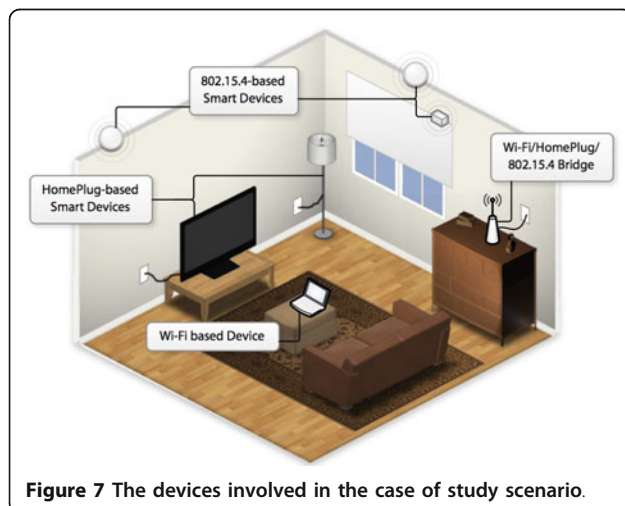 802.15.4-based
Smart Devices
Wi-Fi/HomePlug/
802.15.4 Bridge
HomePlug-based
Smart Devices
Wi-Fi based Device
Figure 7 The devices involved in the case of study scenario.